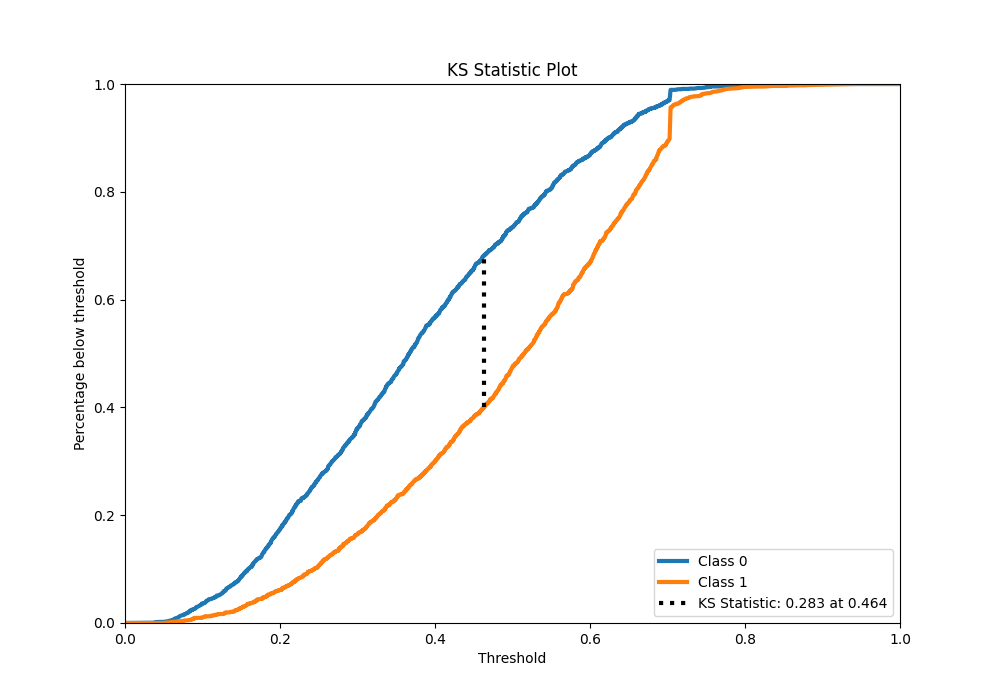 KS Statistic Plot
1.0
0.8
0.6
0.4
0.2
0.0
Percentage below threshold
0.0 0.2 0.4 0.6 0.8 1.0
Threshold
Class 0
Class 1
KS Statistic: 0.283 at 0.464